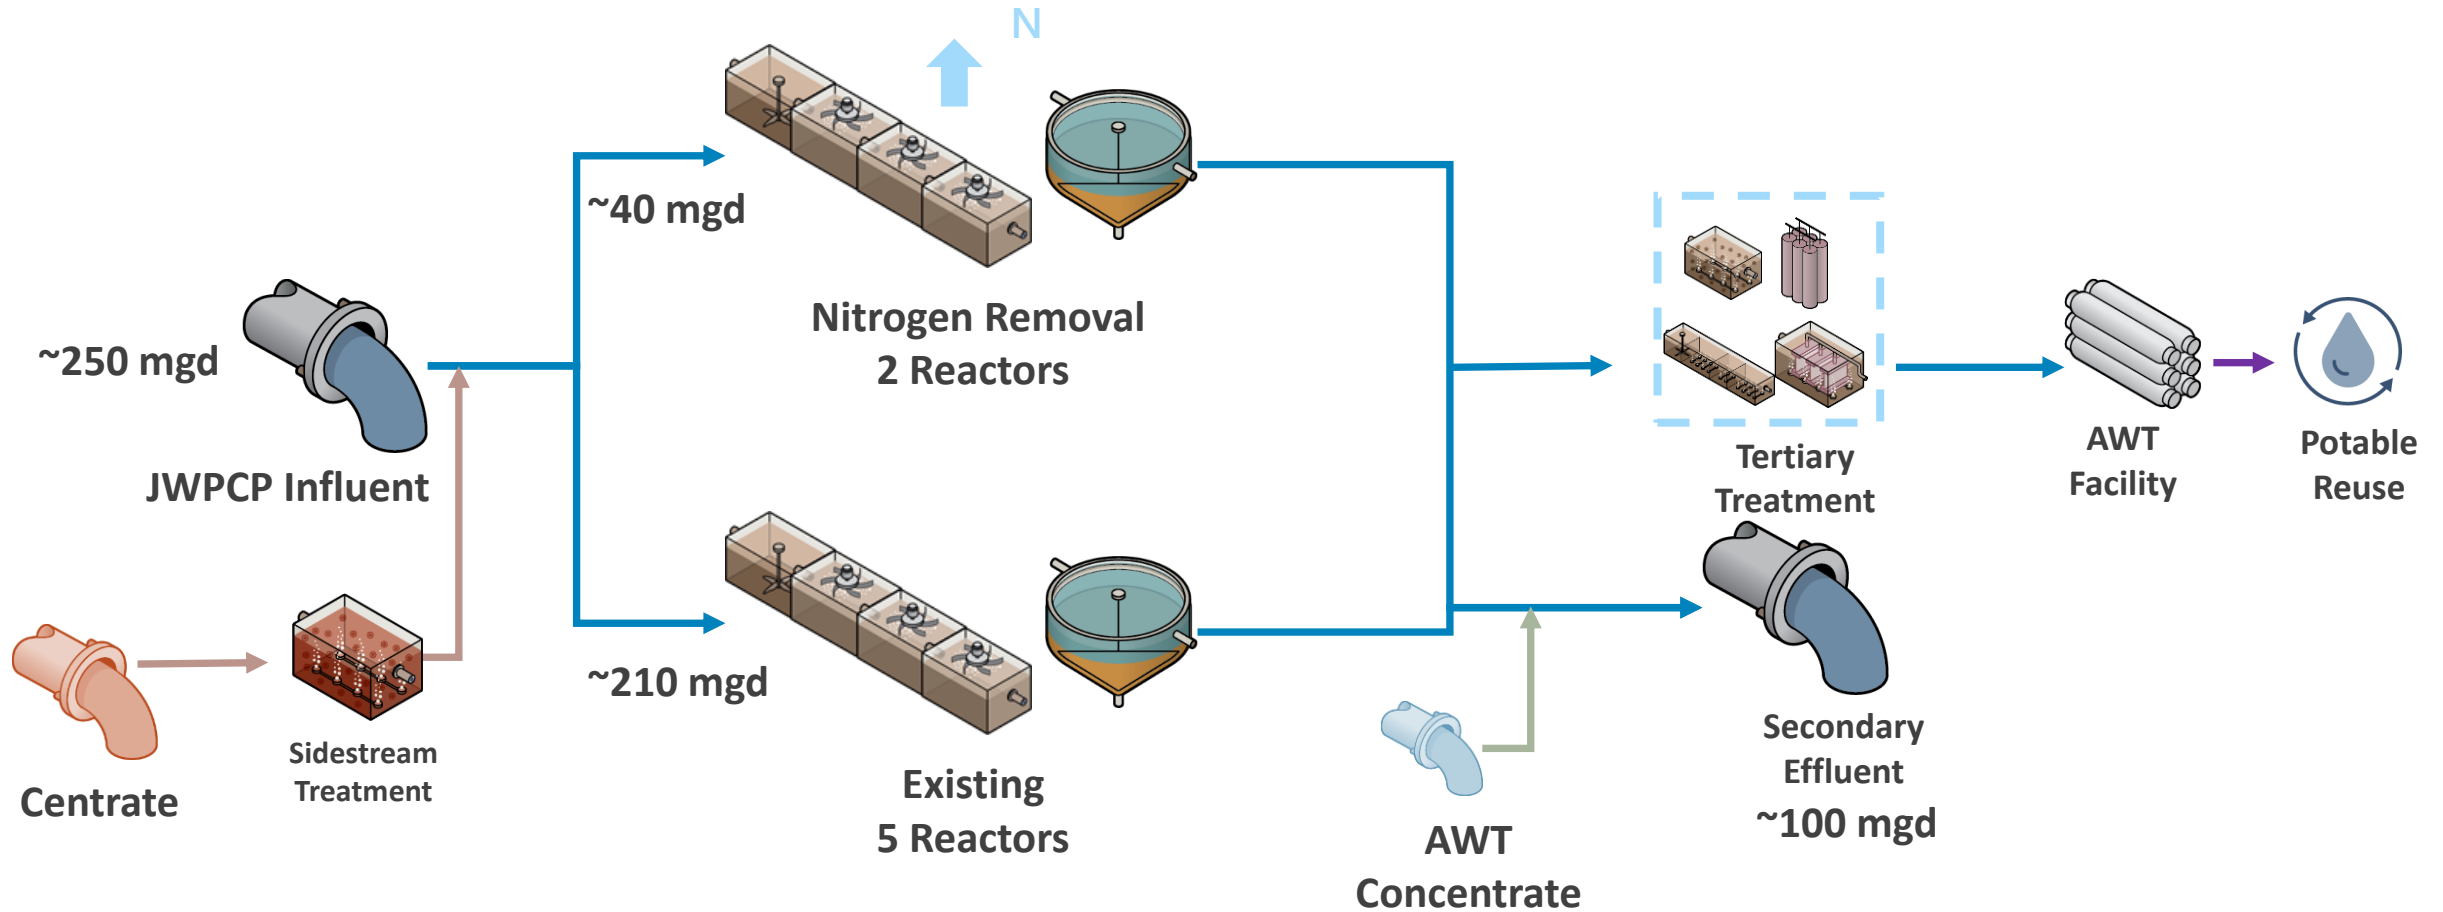 N
~40 mgd
Nitrogen Removal
2 Reactors
~250 mgd
JWPCP Influent
Tertiary
Treatment
AWT
Facility
Potable
Reuse
~210 mgd
Sidestream
Treatment
Centrate
Existing
5 Reactors
AWT
Concentrate
Secondary
Effluent
~100 mgd